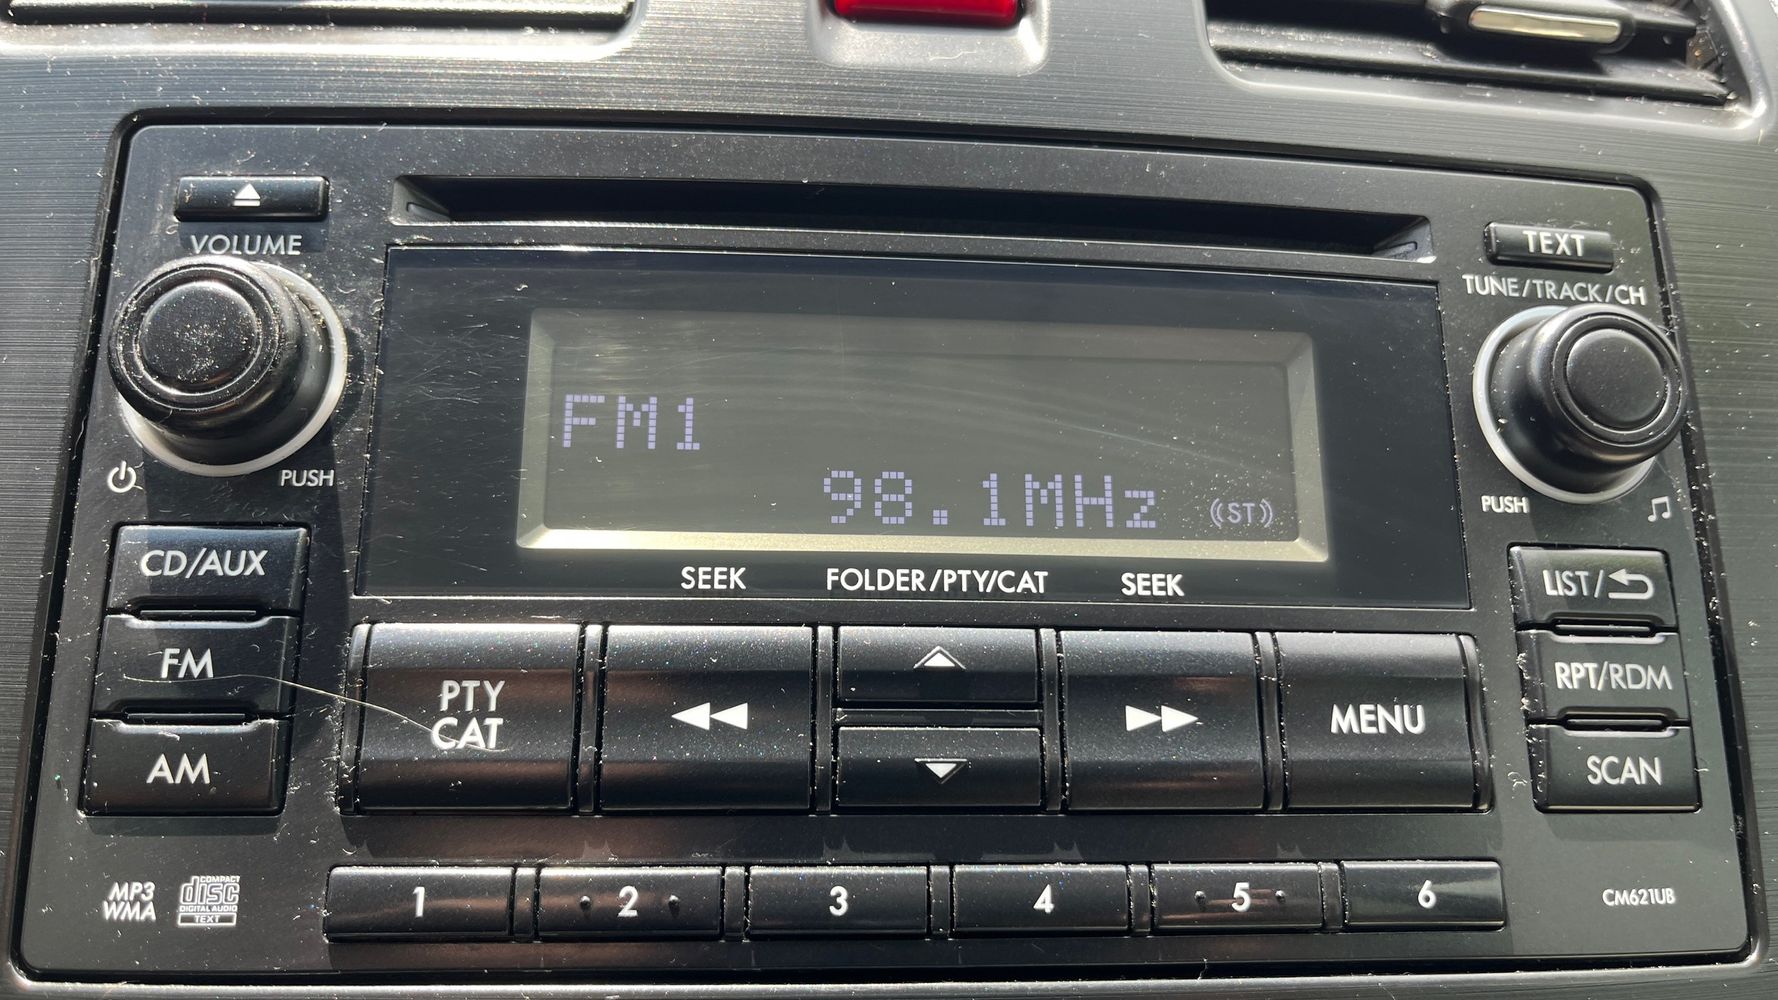 VOLUME
TEXT
TUNE/TRACK/CH
FM1
98.1MHz (ST)
PUSH
PUSH
SEEK FOLDER/PTY/CAT SEEK
CD/AUX
FM
AM
PTY
CAT
MENU
LIST/
RPT/RDM
SCAN
MP3
WMA
COMPACT
disc
DIGITAL AUDIO
TEXT
1 2 3 4 5 6
CM621UB